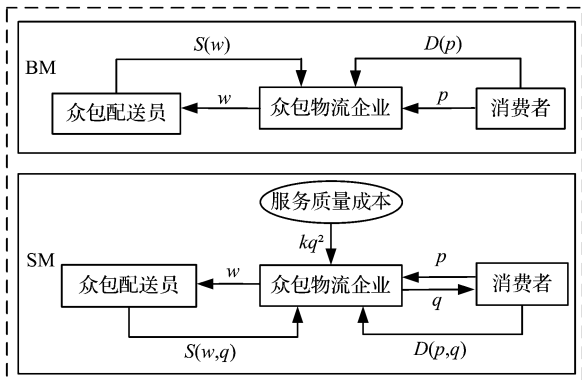 S(w)
D(p)
BM
众包配送员
w
众包物流企业
p
消费者
服务质量成本
kq²
SM
众包配送员
w
众包物流企业
p
q
消费者
S(w,q)
D(p,q)